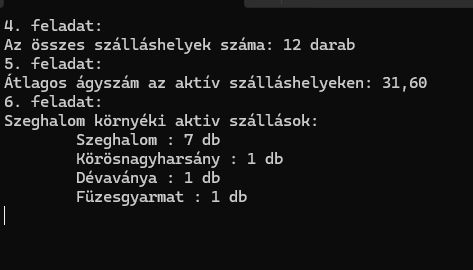 4. feladat:
Az összes szálláshelyek száma: 12 darab
5. feladat:
Átlagos ágyszám az aktív szálláshelyeken: 31,60
6. feladat:
Szeghalom környéki aktiv szállások:
Szeghalom : 7 db
Körösnagyharsány : 1 db
Dévaványa : 1 db
Füzesgyarmat : 1 db